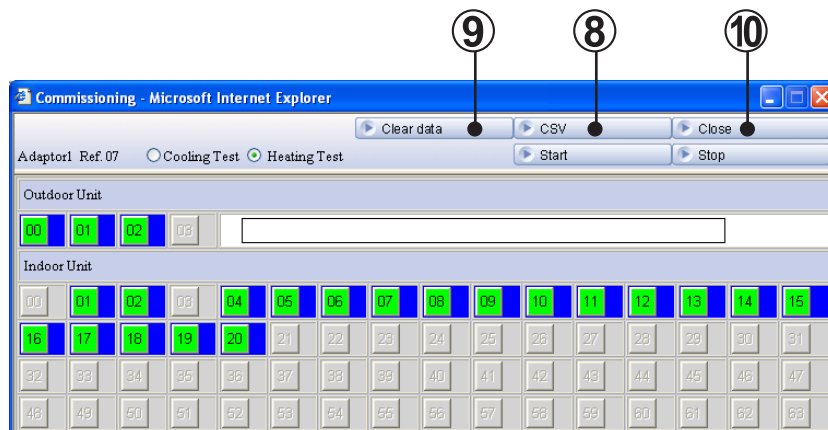 9 8 10
Commissioning - Microsoft Internet Explorer
Clear data CSV Close
Adaptor1 Ref. 07 Cooling Test Heating Test Start Stop
Outdoor Unit
00 01 02 03
Indoor Unit
00 01 02 03 04 05 06 07 08 09 10 11 12 13 14 15
16 17 18 19 20 21 22 23 24 25 26 27 28 29 30 31
32 33 34 35 36 37 38 39 40 41 42 43 44 45 46 47
48 49 50 51 52 53 54 55 56 57 58 59 60 61 62 63